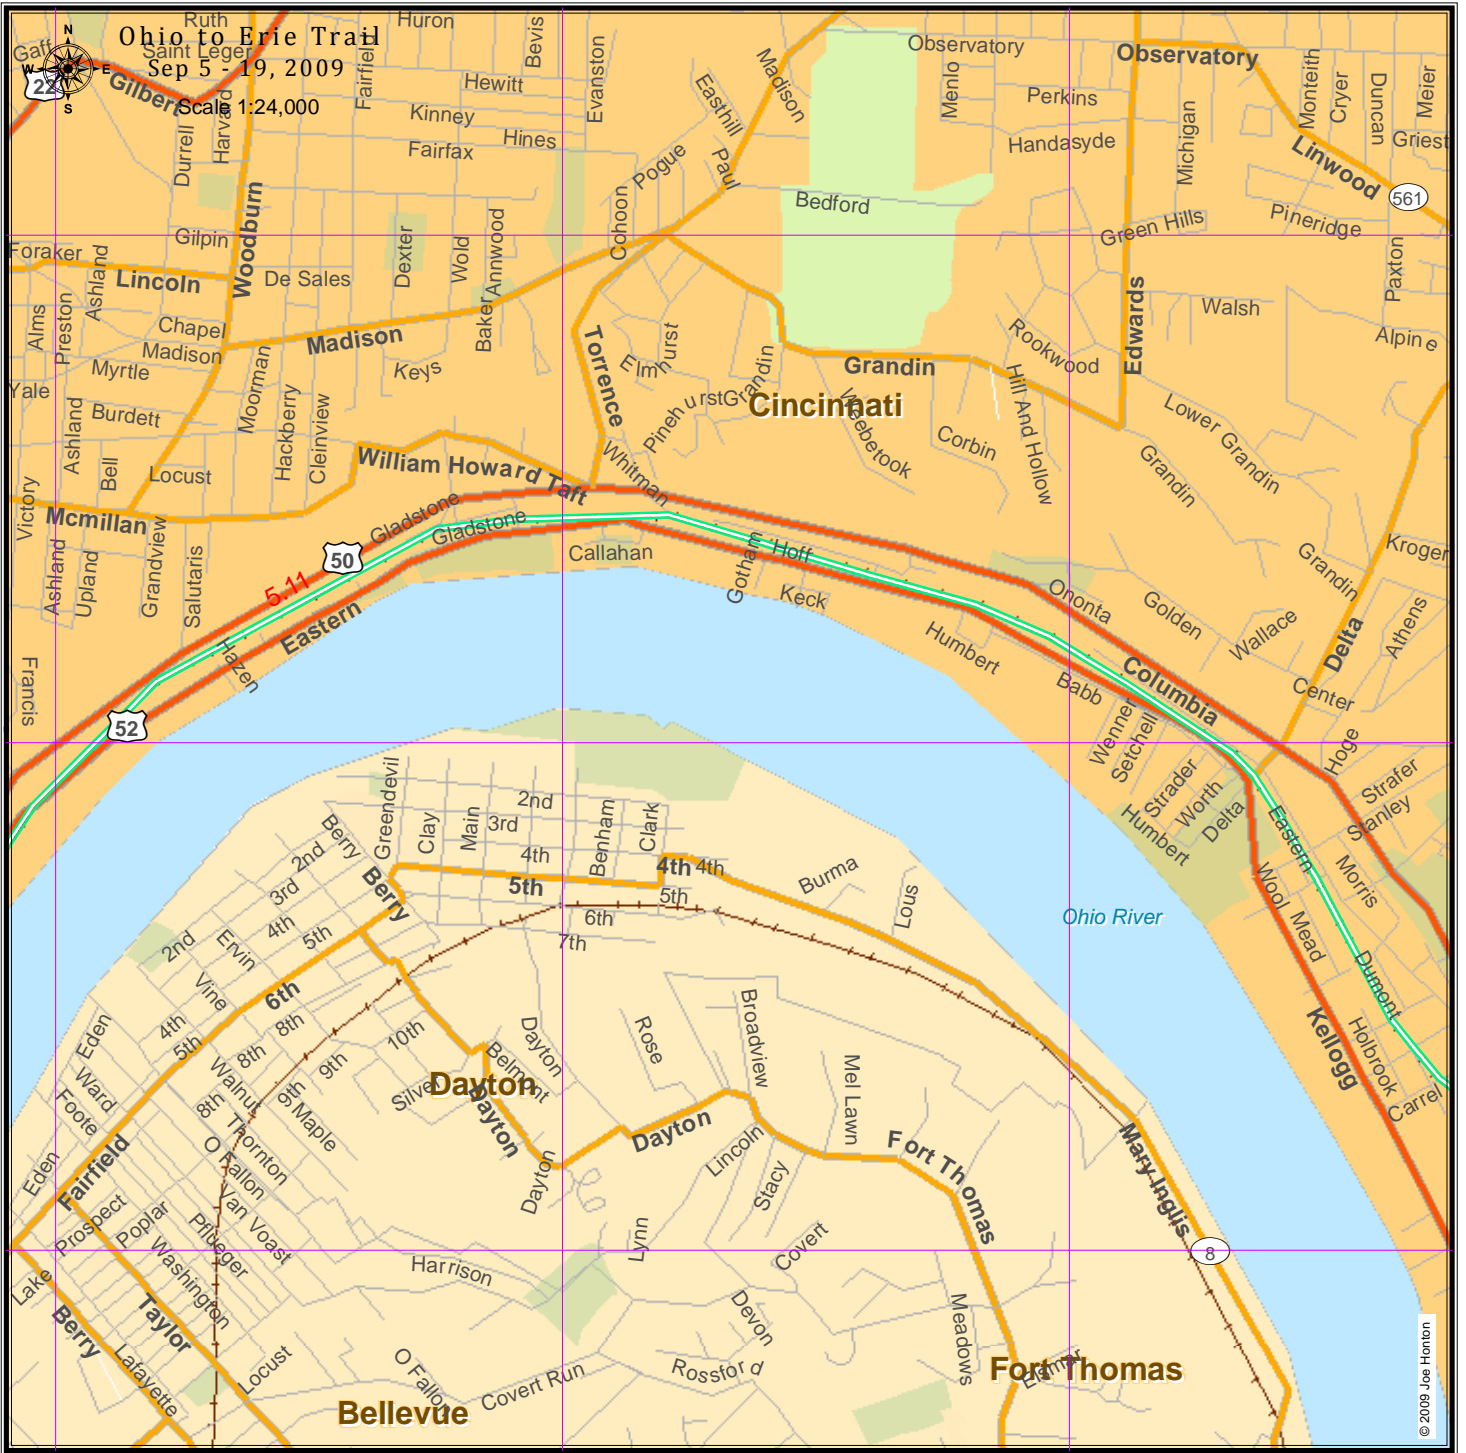 Ohio to Erie Trail
Sep 5 - 19, 2009
Scale 1:24,000
N
W
E
S
Gaff
Ruth
Saint Leger
Huron
Bevis
Fairfield
Hewitt
Evanston
Easthill
Madison
Observatory
Menlo
Perkins
Observatory
Monteith
Cryer
Duncan
Meier
22
Gilbert
Harvard
Durrell
Kinney
Fairfax
Hines
Pogue
Paul
Handasyde
Michigan
Griest
Linwood
561
Woodburn
Cohoon
Bedford
Green Hills
Pineridge
Foraker
Gilpin
Dexter
Wold
Annwood
Paxton
Ashland
Lincoln
De Sales
Edwards
Walsh
Alms
Preston
Chapel
Madison
Madison
Baker
Torrence
Elmhurst
Grandin
Rookwood
Alpine
Myrtle
Keys
Yale
Moorman
Hackberry
Cleinview
Pinehurst
Grandin
Cincinnati
Weebetook
Hill And Hollow
Lower Grandin
Burdett
Ashland
Bell
Locust
William Howard Taft
Whitman
Corbin
Grandin
Victory
Mcmillan
Gladstone
Gladstone
50
Callahan
Gotham
Hoff
Keck
Ononta
Grandin
Kroger
Ashland
Upland
Grandview
Salutaris
5.11
Eastern
Hazen
Humbert
Golden
Wallace
Delta
Athens
Francis
Babb
Columbia
Center
52
Wenner
Setchell
Hoge
Strader
Worth
Delta
Humbert
Strafer
Stanley
Greendevil
Clay
Main
2nd
3rd
4th
Benham
Clark
Berry
2nd
3rd
4th
5th
Berry
5th
4th
4th
5th
6th
7th
Burma
Lous
Ohio River
Eastern
Morris
Wool
Mead
Dumont
2nd
Ervin
Vine
6th
4th
5th
8th
8th
9th
10th
Dayton
Rose
Broadview
Mel Lawn
Kellogg
Holbrook
Carrel
Eden
Ward
Foote
Walnut
8th
9th
Maple
Silver
Belmont
Dayton
Dayton
Dayton
Dayton
Lincoln
Stacy
Fort Thomas
Mary Inglis
Eden
Fairfield
Thornton
O Fallon
Van Voast
Prospect
Poplar
Pflueger
Washington
Harrison
Lynn
Covert
8
Lake
Berry
Taylor
Lafayette
Locust
O Fallon
Covert Run
Devon
Rossford
Meadows
Fort Thomas
Bellevue
© 2009 Joe Honton